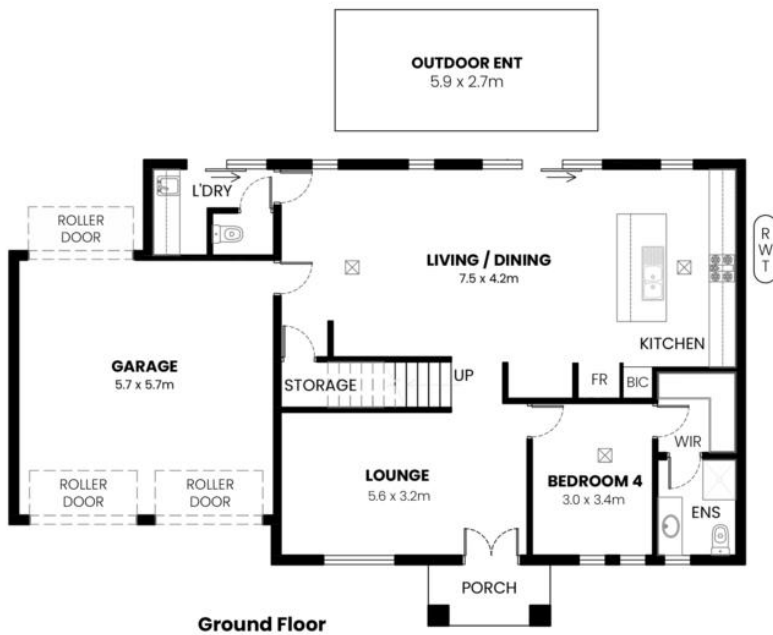 OUTDOOR ENT
5.9 x 2.7m
L'DRY
ROLLER
DOOR
R
W
T
LIVING / DINING
7.5 x 4.2m
KITCHEN
GARAGE
5.7 x 5.7m
STORAGE
UP
FR
BIC
WIR
LOUNGE
5.6 x 3.2m
BEDROOM 4
3.0 x 3.4m
ROLLER
DOOR
ROLLER
DOOR
ENS
PORCH
Ground Floor